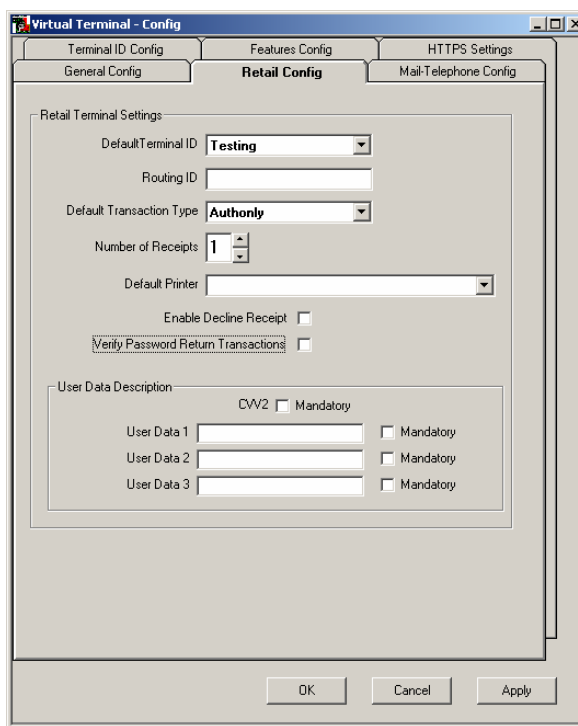 Virtual Terminal - Config
Terminal ID Config Features Config HTTPS Settings
General Config Retail Config Mail-Telephone Config
Retail Terminal Settings
DefaultTerminal ID Testing
Routing ID
Default Transaction Type Authonly
Number of Receipts 1
Default Printer
Enable Decline Receipt
Verify Password Return Transactions
User Data Description
CVV2 Mandatory
User Data 1 Mandatory
User Data 2 Mandatory
User Data 3 Mandatory
OK Cancel Apply